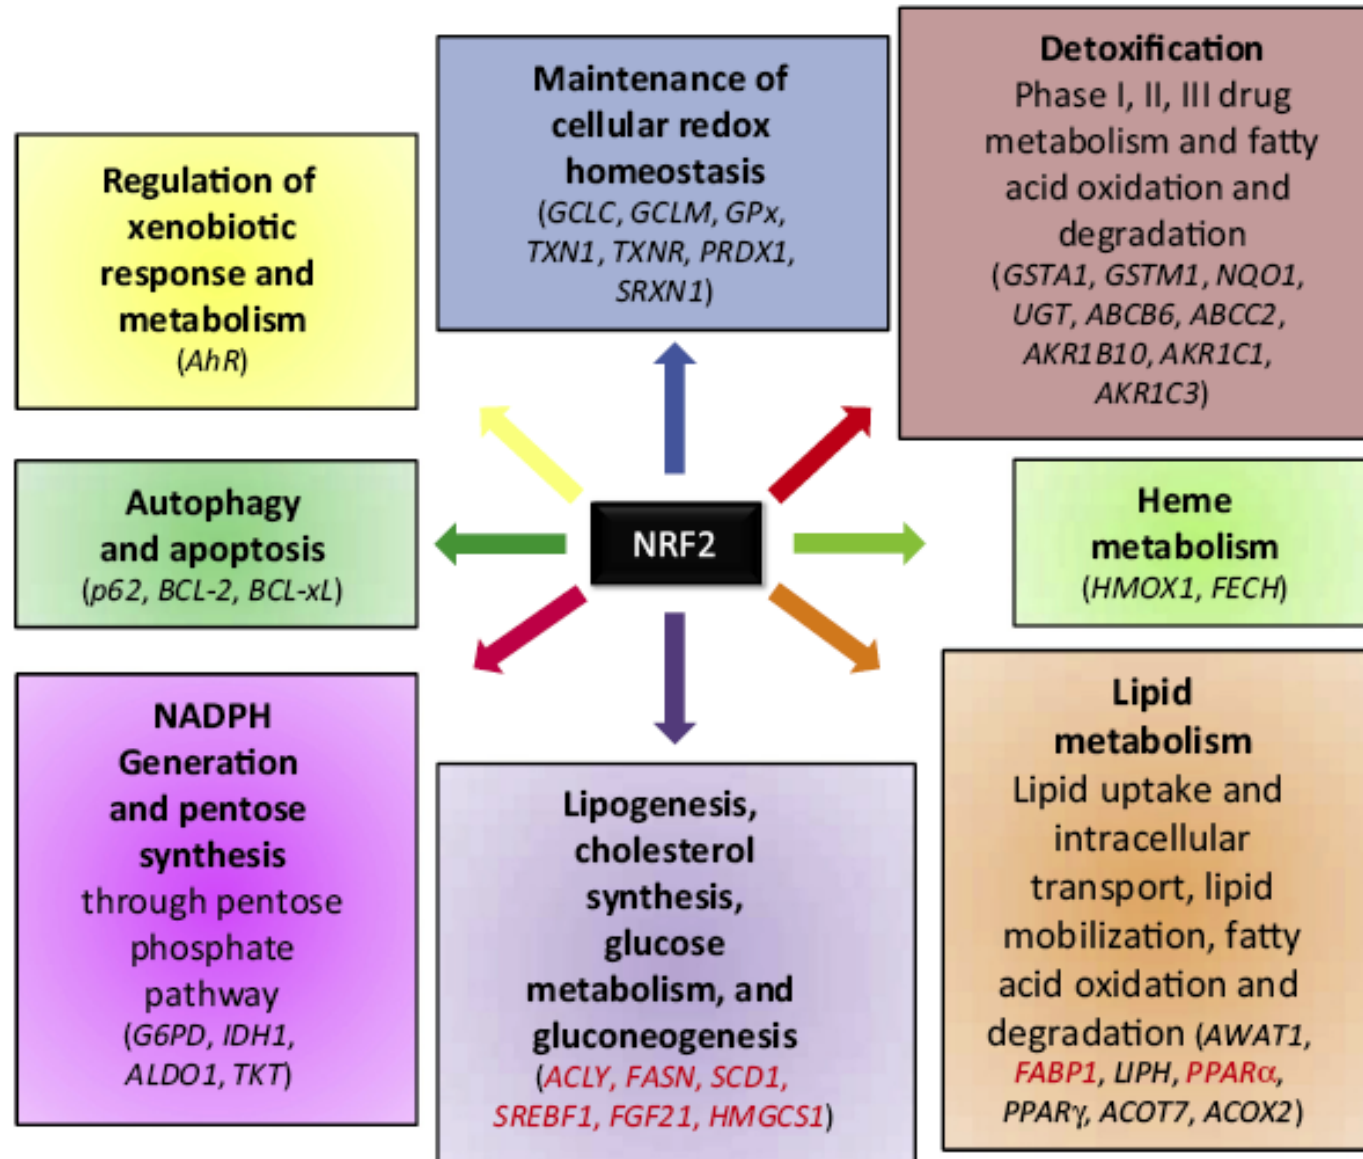 Maintenance of
cellular redox
homeostasis
(GCLC, GCLM, GPx,
TXN1, TXNR, PRDX1,
SRXN1)
Detoxification
Phase I, II, III drug
metabolism and fatty
acid oxidation and
degradation
(GSTA1, GSTM1, NQO1,
UGT, ABCB6, ABCC2,
AKR1B10, AKR1C1,
AKR1C3)
Regulation of
xenobiotic
response and
metabolism
(AhR)
Autophagy
and apoptosis
(p62, BCL-2, BCL-xL)
NRF2
Heme
metabolism
(HMOX1, FECH)
NADPH
Generation
and pentose
synthesis
through pentose
phosphate
pathway
(G6PD, IDH1,
ALDO1, TKT)
Lipogenesis,
cholesterol
synthesis,
glucose
metabolism, and
gluconeogenesis
(ACLY, FASN, SCD1,
SREBF1, FGF21, HMGCS1)
Lipid
metabolism
Lipid uptake and
intracellular
transport, lipid
mobilization, fatty
acid oxidation and
degradation (AWAT1,
FABP1, LIPH, PPARα,
PPARγ, ACOT7, ACOX2)